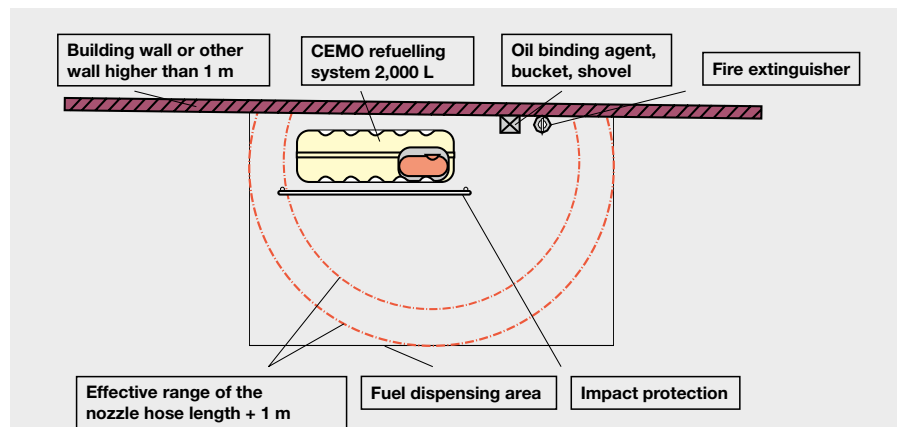 Building wall or other
wall higher than 1 m
CEMO refuelling
system 2,000 L
Oil binding agent,
bucket, shovel
Fire extinguisher
Effective range of the
nozzle hose length + 1 m
Fuel dispensing area
Impact protection